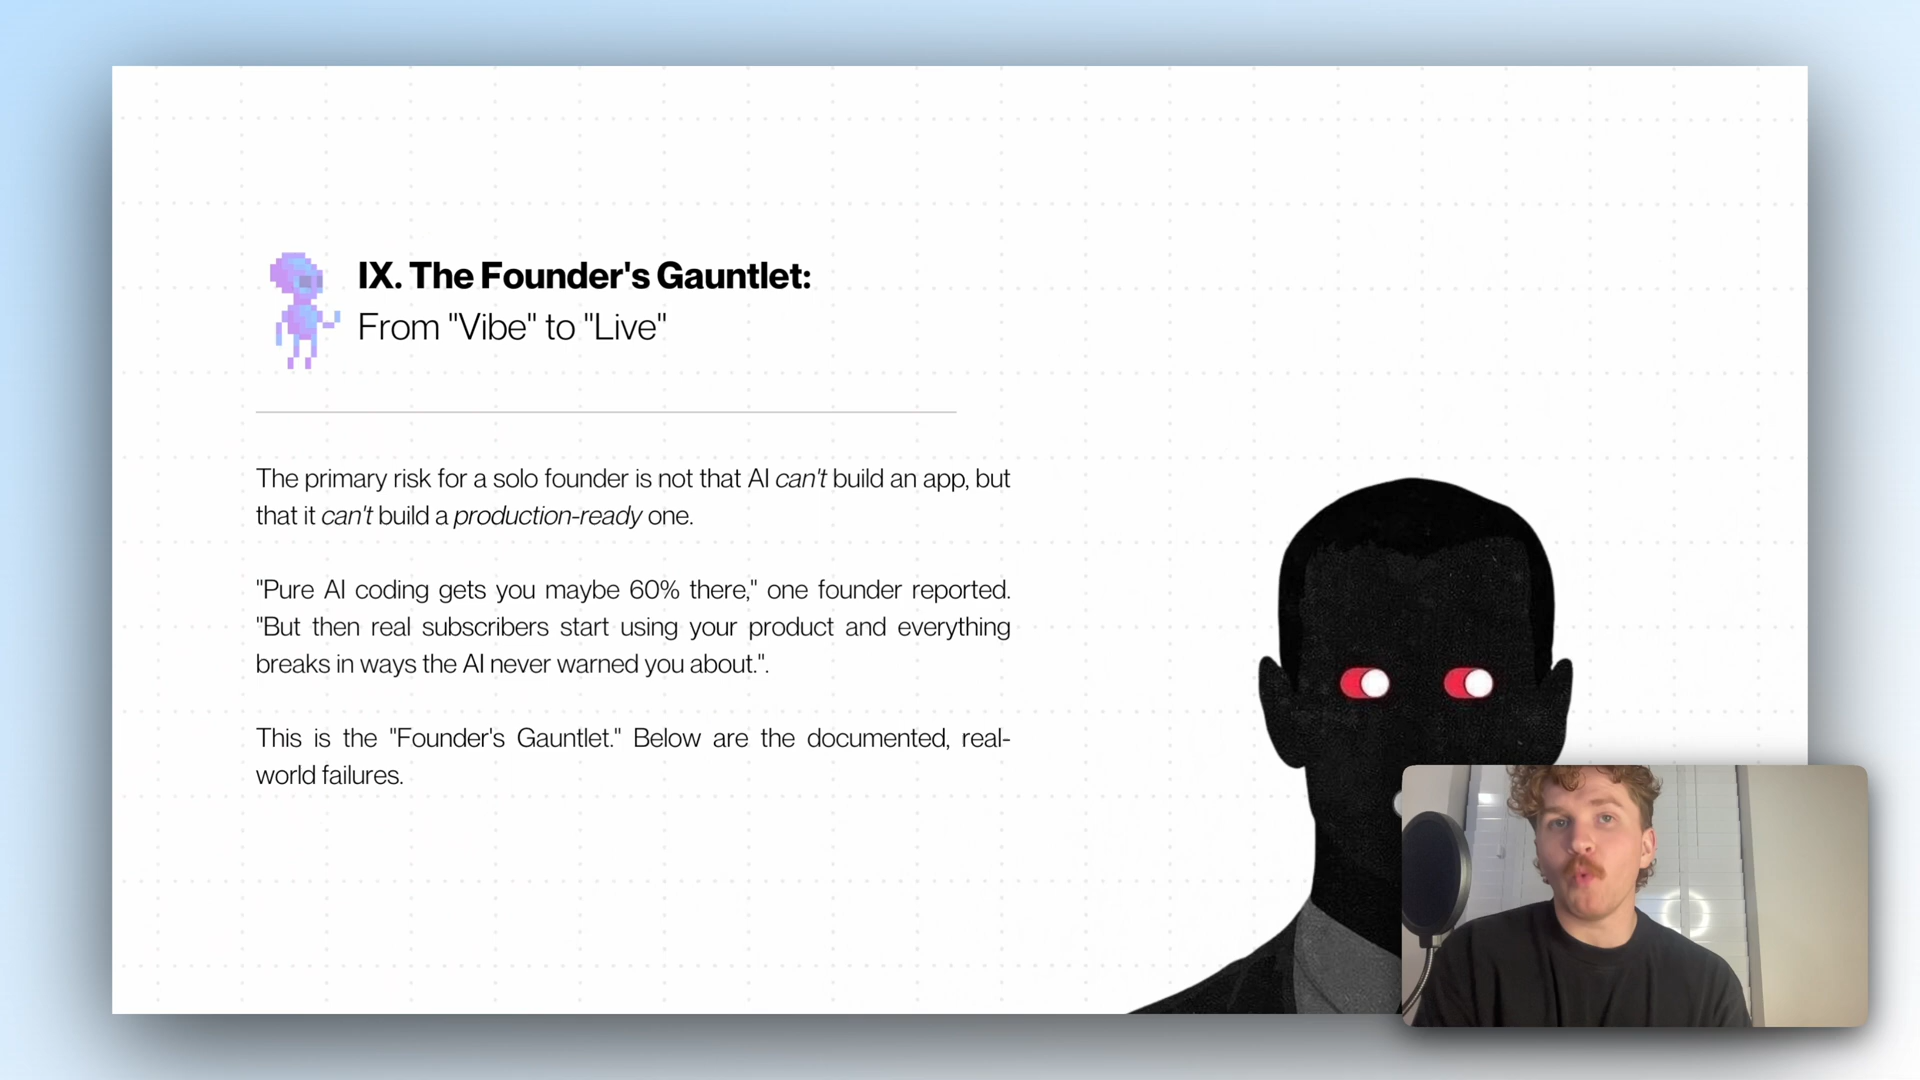 IX. The Founder's Gauntlet:
From "Vibe" to "Live"
The primary risk for a solo founder is not that AI can't build an app, but
that it can't build a production-ready one.
"Pure AI coding gets you maybe 60% there," one founder reported.
"But then real subscribers start using your product and everything
breaks in ways the AI never warned you about.".
This is the "Founder's Gauntlet." Below are the documented, real-
world failures.